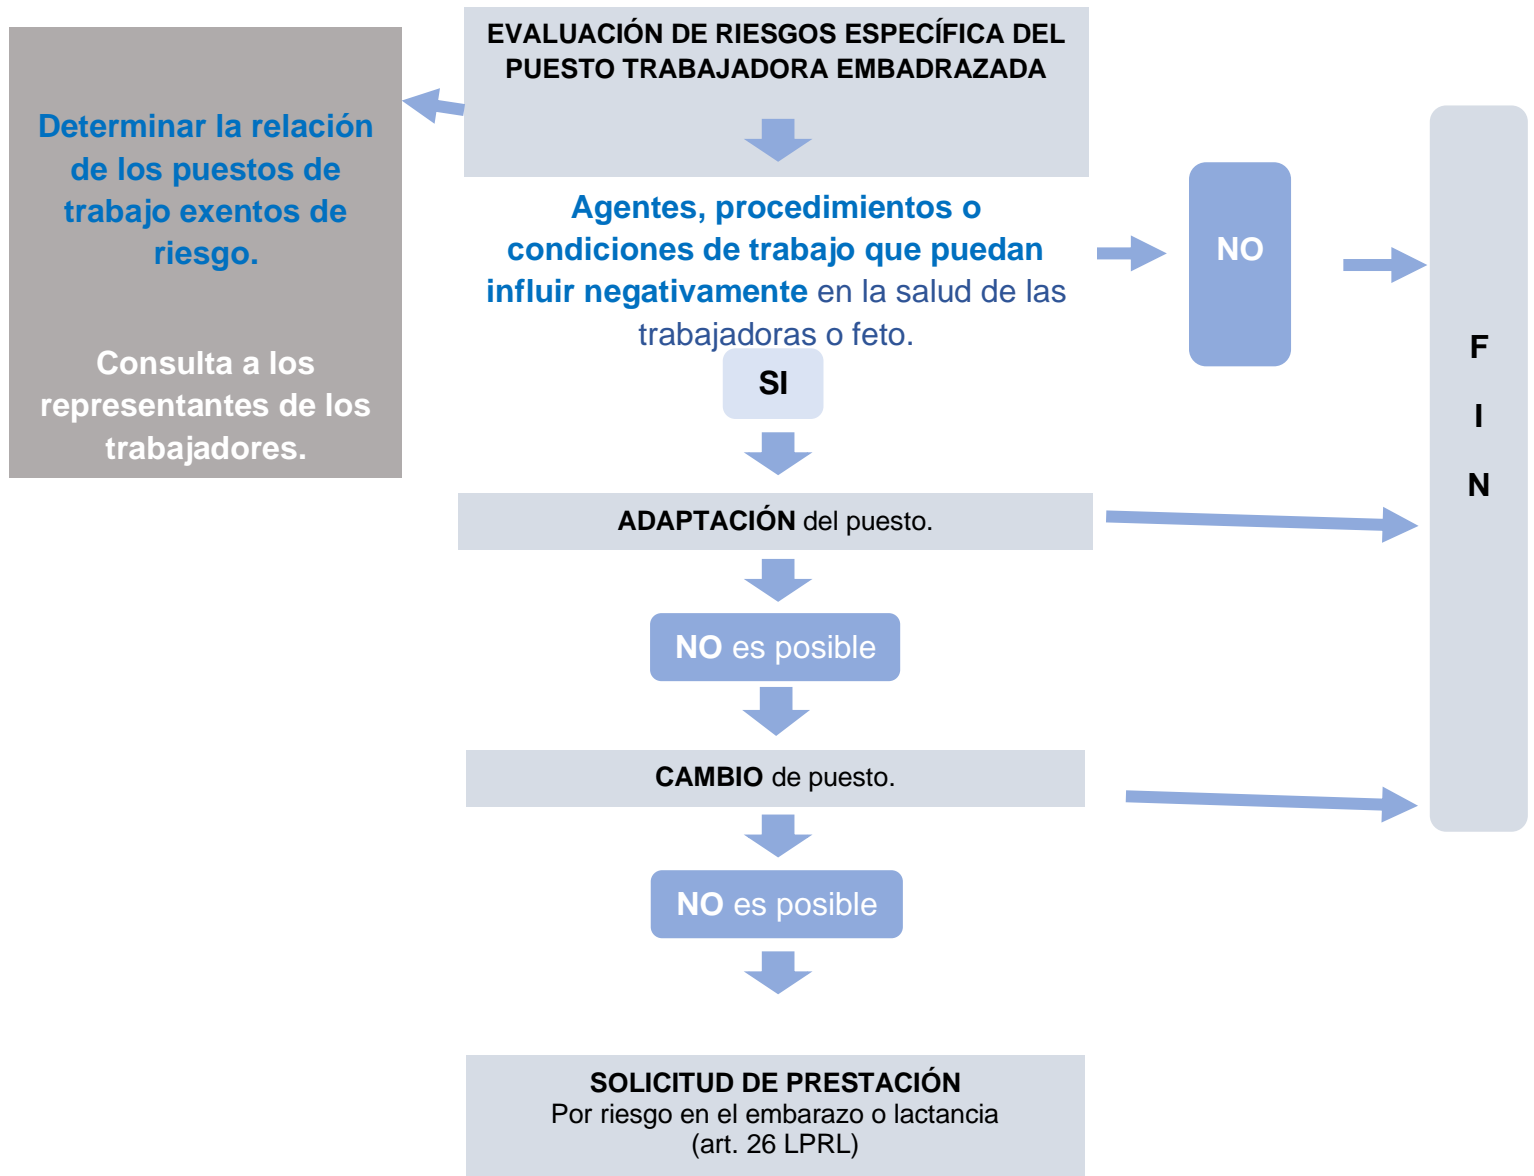 EVALUACIÓN DE RIESGOS ESPECÍFICA DEL
PUESTO TRABAJADORA EMBADRAZADA
Determinar la relación
de los puestos de
trabajo exentos de
riesgo.
Consulta a los
representantes de los
trabajadores.
Agentes, procedimientos o
condiciones de trabajo que puedan
influir negativamente en la salud de las
trabajadoras o feto.
NO
F
I
N
SI
ADAPTACIÓN del puesto.
NO es posible
CAMBIO de puesto.
NO es posible
SOLICITUD DE PRESTACIÓN
Por riesgo en el embarazo o lactancia
(art. 26 LPRL)